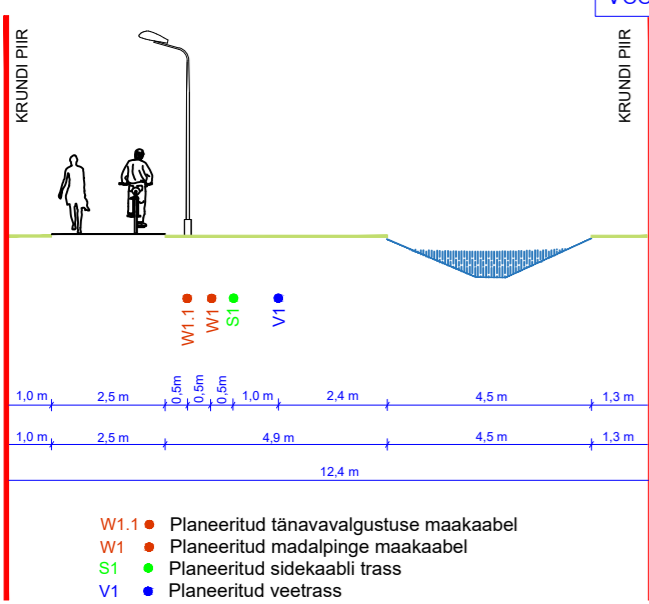 KRUNDI PIIR
KRUNDI PIIR
W1.1
W1
S1
V1
1,0 m
2,5 m
0,5m
0,5m
0,5m
1,0 m
2,4 m
4,5 m
1,3 m
1,0 m
2,5 m
4,9 m
4,5 m
1,3 m
12,4 m
W1.1 Planeeritud tänavavalgustuse maakaabel
W1 Planeeritud madalpinge maakaabel
S1 Planeeritud sidekaabli trass
V1 Planeeritud veetrass